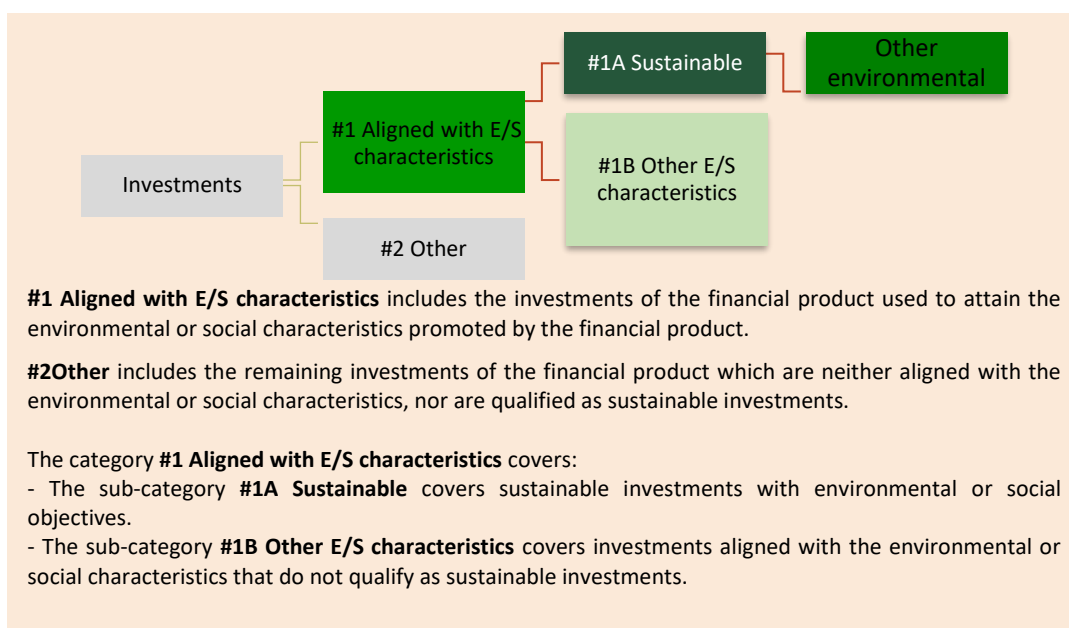 #1A Sustainable
Other
environmental
#1 Aligned with E/S
characteristics
#1B Other E/S
characteristics
Investments
#2 Other
#1 Aligned with E/S characteristics includes the investments of the financial product used to attain the
environmental or social characteristics promoted by the financial product.
#2Other includes the remaining investments of the financial product which are neither aligned with the
environmental or social characteristics, nor are qualified as sustainable investments.
The category #1 Aligned with E/S characteristics covers:
- The sub-category #1A Sustainable covers sustainable investments with environmental or social
objectives.
- The sub-category #1B Other E/S characteristics covers investments aligned with the environmental or
social characteristics that do not qualify as sustainable investments.